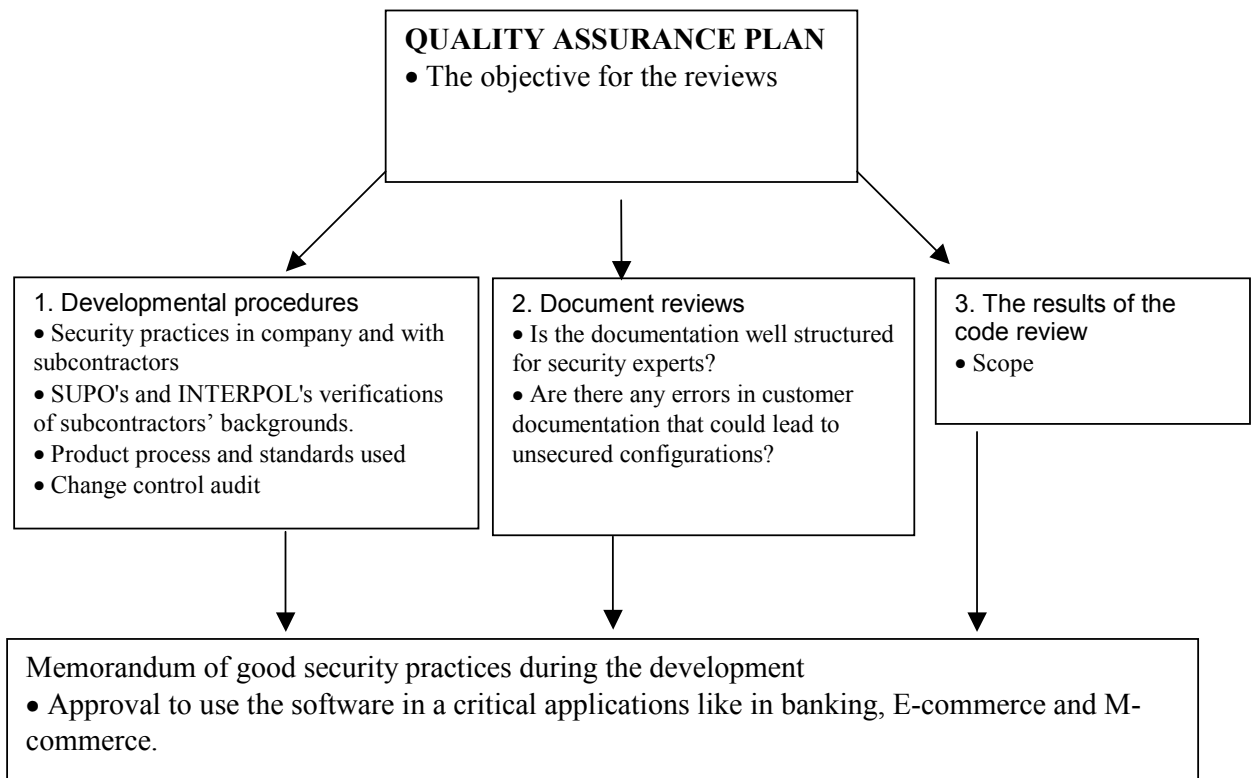 QUALITY ASSURANCE PLAN
• The objective for the reviews
1. Developmental procedures
• Security practices in company and with
subcontractors
• SUPO's and INTERPOL's verifications
of subcontractors’ backgrounds.
• Product process and standards used
• Change control audit
2. Document reviews
• Is the documentation well structured
for security experts?
• Are there any errors in customer
documentation that could lead to
unsecured configurations?
3. The results of the
code review
• Scope
Memorandum of good security practices during the development
• Approval to use the software in a critical applications like in banking, E-commerce and M-
commerce.